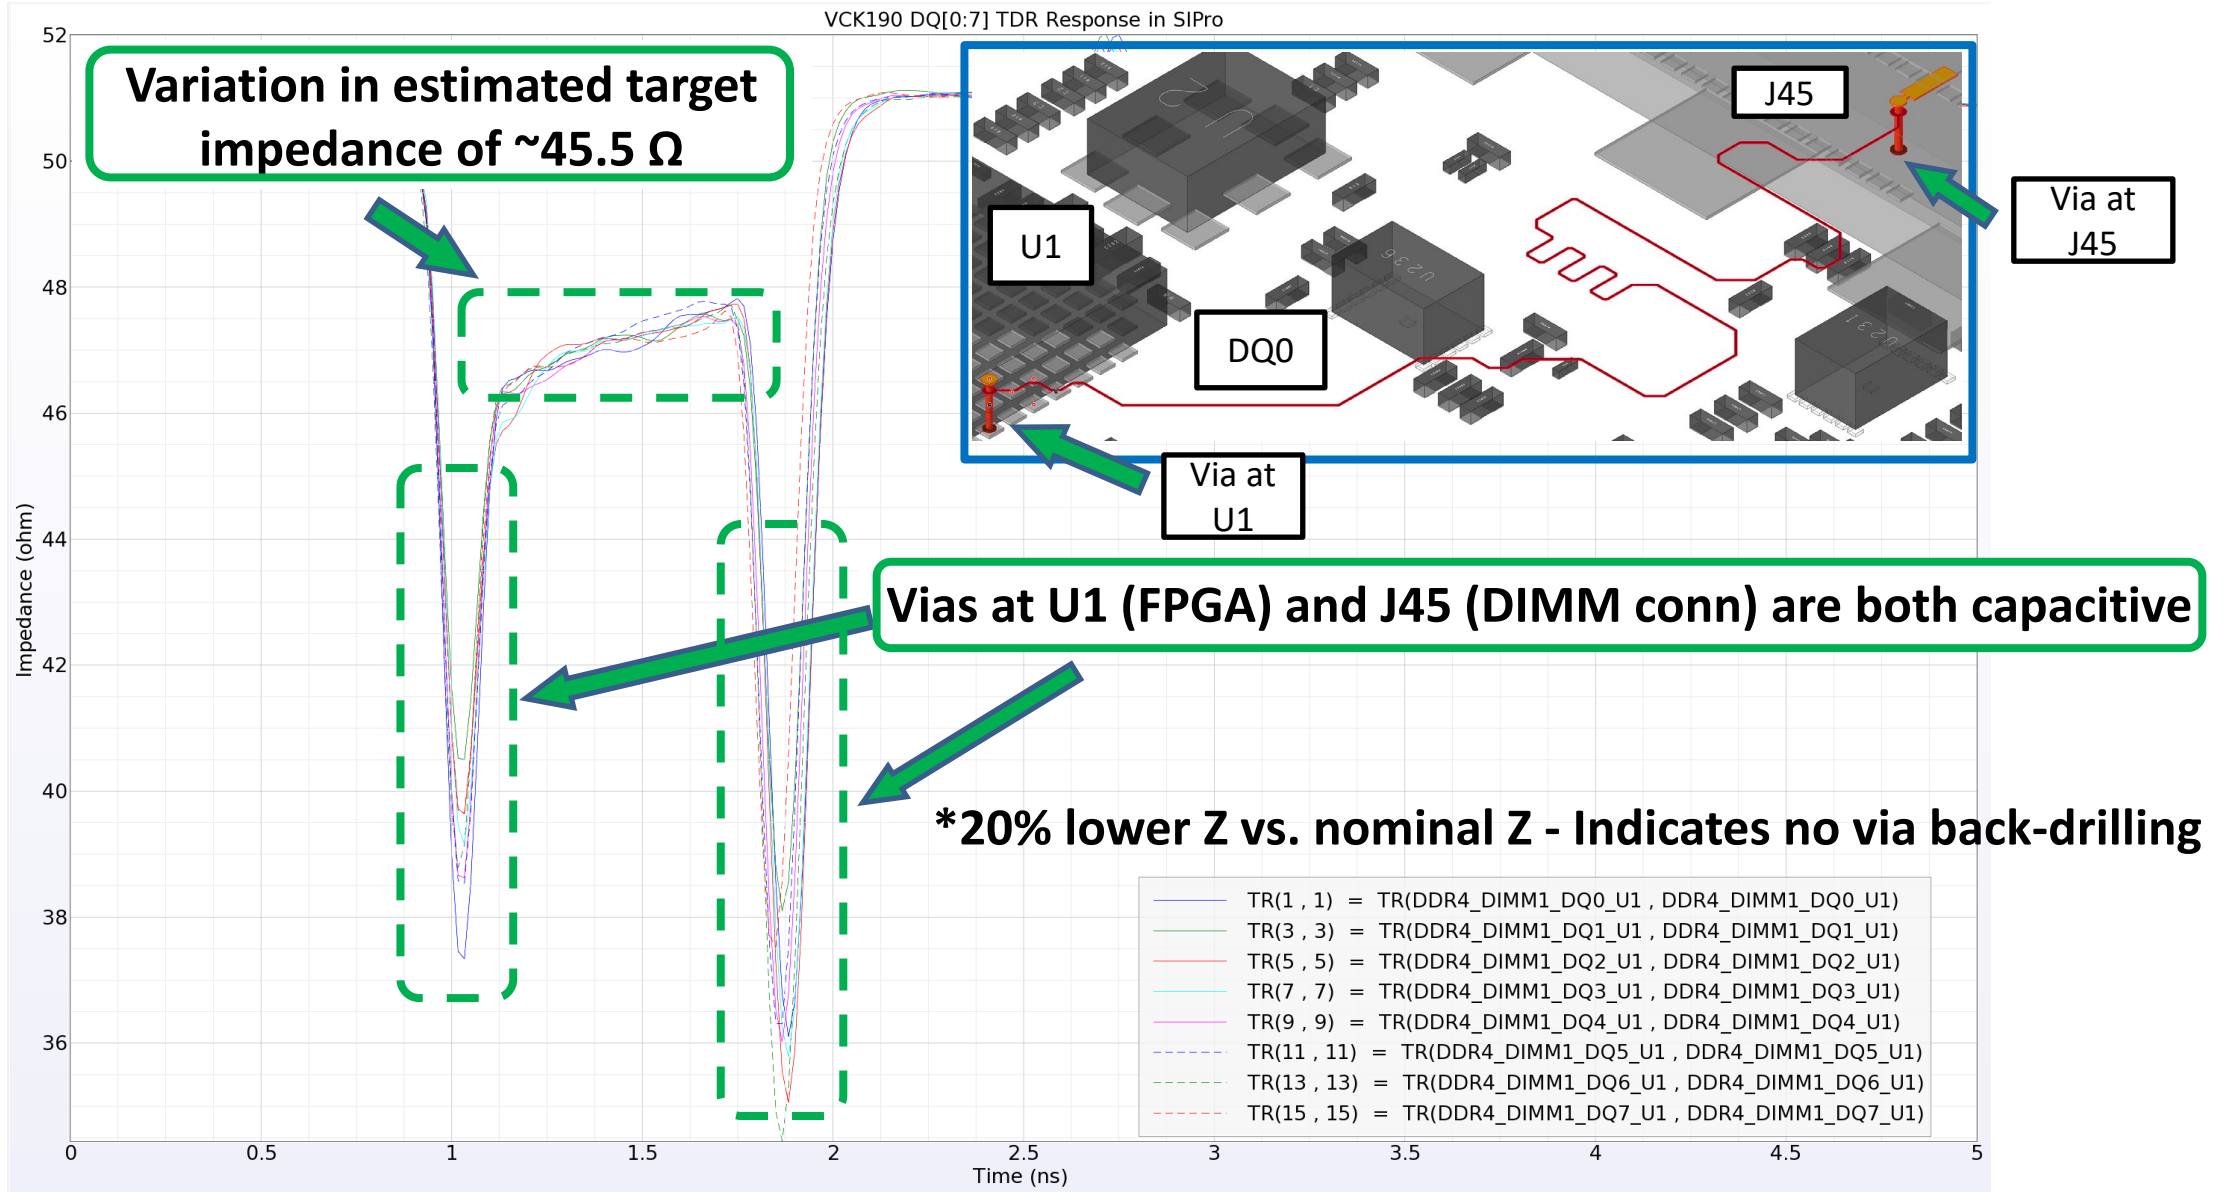 VCK190 DQ[0:7] TDR Response in SIPro
Variation in estimated target
impedance of ~45.5 Ω
J45
Via at
J45
U1
U236
DQ0
U231
Via at
U1
Vias at U1 (FPGA) and J45 (DIMM conn) are both capacitive
*20% lower Z vs. nominal Z - Indicates no via back-drilling
TR(1 , 1) = TR(DDR4_DIMM1_DQ0_U1 , DDR4_DIMM1_DQ0_U1)
TR(3 , 3) = TR(DDR4_DIMM1_DQ1_U1 , DDR4_DIMM1_DQ1_U1)
TR(5 , 5) = TR(DDR4_DIMM1_DQ2_U1 , DDR4_DIMM1_DQ2_U1)
TR(7 , 7) = TR(DDR4_DIMM1_DQ3_U1 , DDR4_DIMM1_DQ3_U1)
TR(9 , 9) = TR(DDR4_DIMM1_DQ4_U1 , DDR4_DIMM1_DQ4_U1)
TR(11 , 11) = TR(DDR4_DIMM1_DQ5_U1 , DDR4_DIMM1_DQ5_U1)
TR(13 , 13) = TR(DDR4_DIMM1_DQ6_U1 , DDR4_DIMM1_DQ6_U1)
TR(15 , 15) = TR(DDR4_DIMM1_DQ7_U1 , DDR4_DIMM1_DQ7_U1)
Impedance (ohm)
52
50
48
46
44
42
40
38
36
0 0.5 1 1.5 2 2.5 3 3.5 4 4.5 5
Time (ns)